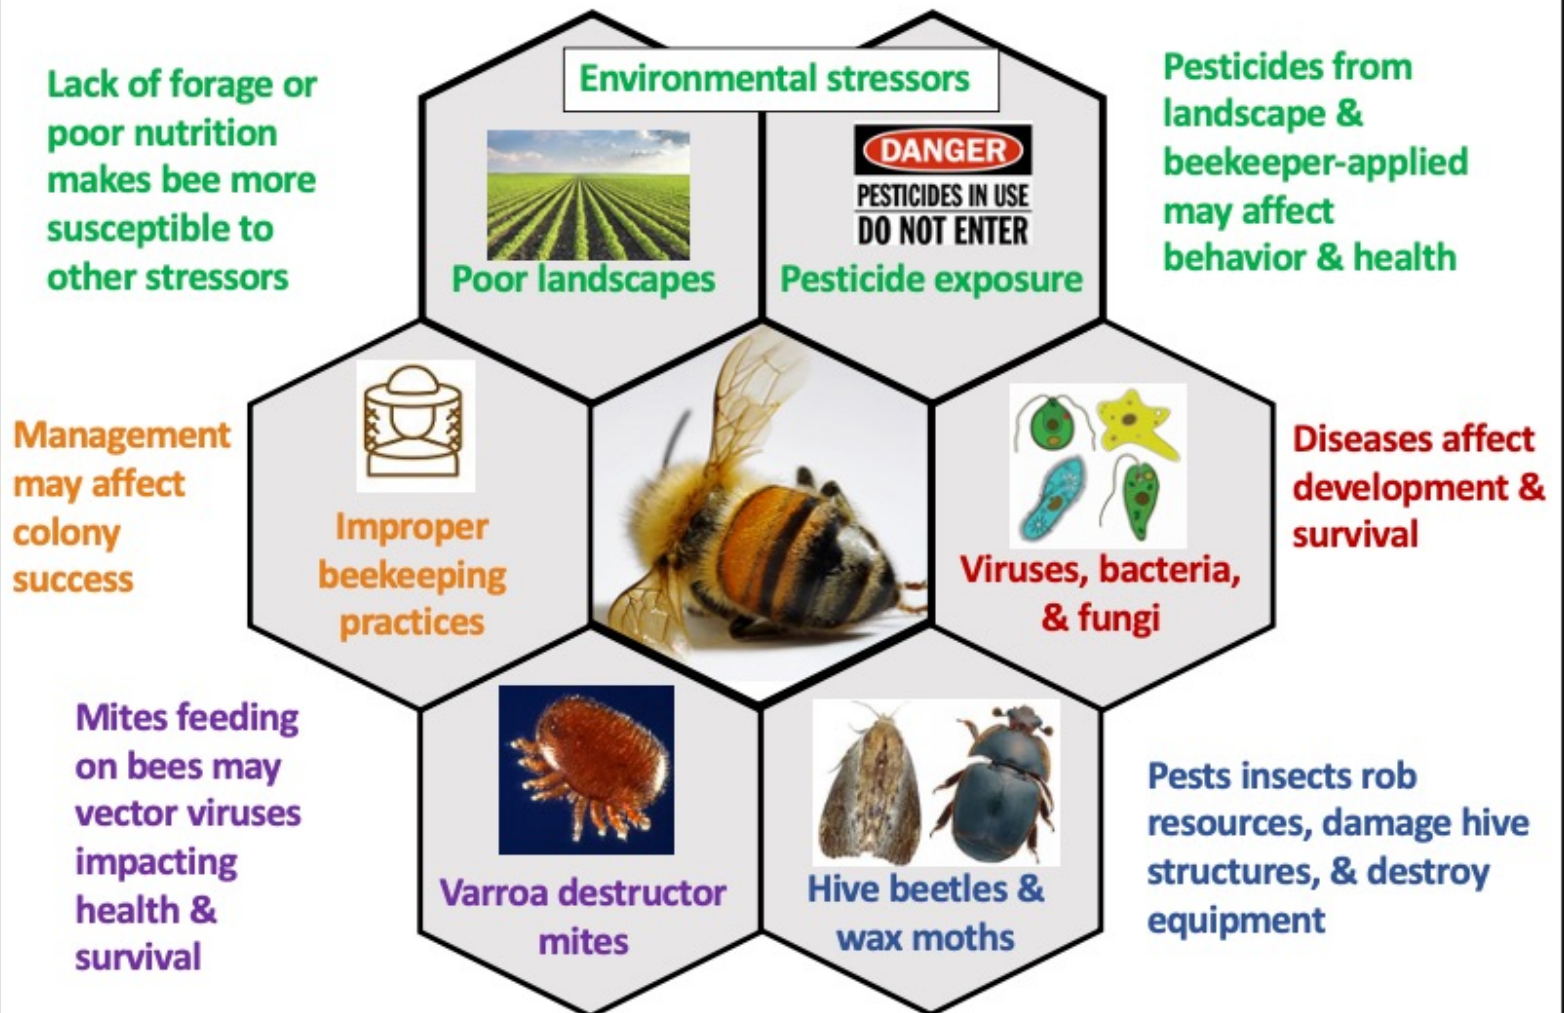 Environmental stressors
Lack of forage or
poor nutrition
makes bee more
susceptible to
other stressors
Poor landscapes
DANGER
PESTICIDES IN USE
DO NOT ENTER
Pesticide exposure
Pesticides from
landscape &
beekeeper-applied
may affect
behavior & health
Management
may affect
colony
success
Improper
beekeeping
practices
Viruses, bacteria,
& fungi
Diseases affect
development &
survival
Mites feeding
on bees may
vector viruses
impacting
health &
survival
Varroa destructor
mites
Hive beetles &
wax moths
Pests insects rob
resources, damage hive
structures, & destroy
equipment